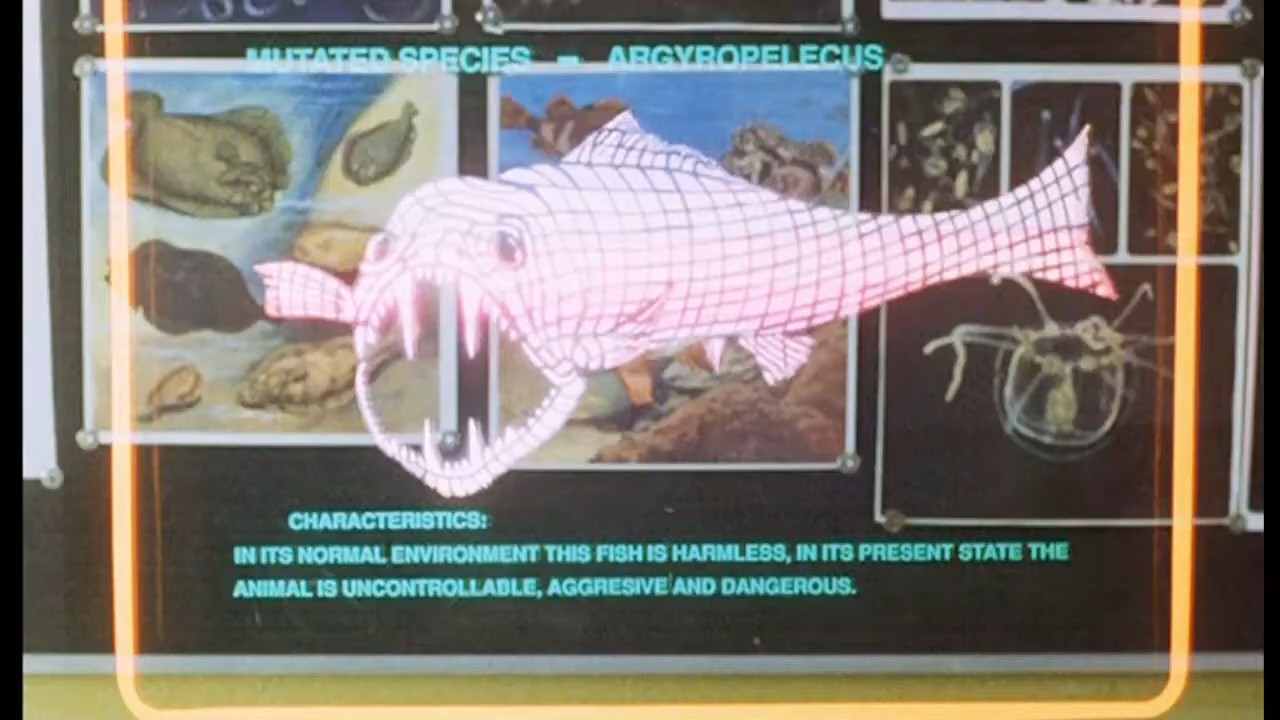 MUTATED SPECIES – ARGYROPELECUS
CHARACTERISTICS:
IN ITS NORMAL ENVIRONMENT THIS FISH IS HARMLESS, IN ITS PRESENT STATE THE
ANIMAL IS UNCONTROLLABLE, AGGRESIVE AND DANGEROUS.